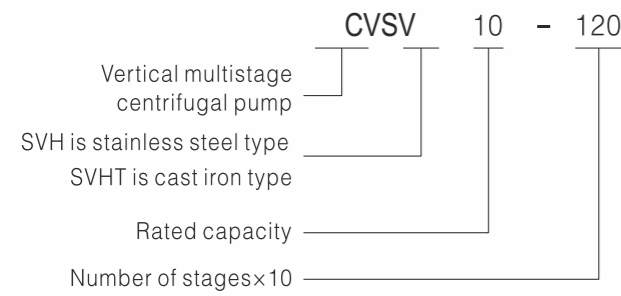 CVSV 10 - 120
Vertical multistage
centrifugal pump
SVH is stainless steel type
SVHT is cast iron type
Rated capacity
Number of stages×10